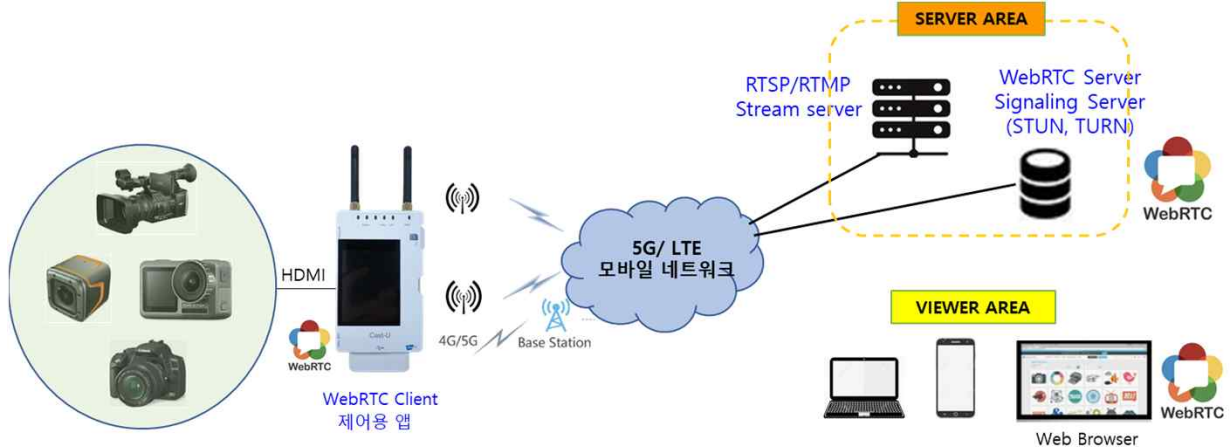 SERVER AREA
RTSP/RTMP
Stream server
WebRTC Server
Signaling Server
(STUN, TURN)
WebRTC
HDMI
Cast-U
WebRTC
WebRTC Client
제어용 앱
4G/5G
Base Station
5G/ LTE
모바일 네트워크
VIEWER AREA
Web Browser
WebRTC